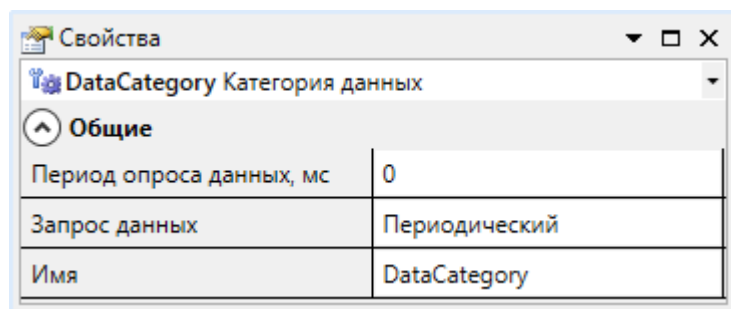 Свойства
DataCategory Категория данных
Общие
Период опроса данных, мс 0
Запрос данных Периодический
Имя DataCategory